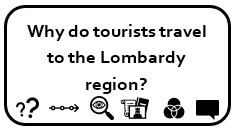 Why do tourists travel
to the Lombardy
region?